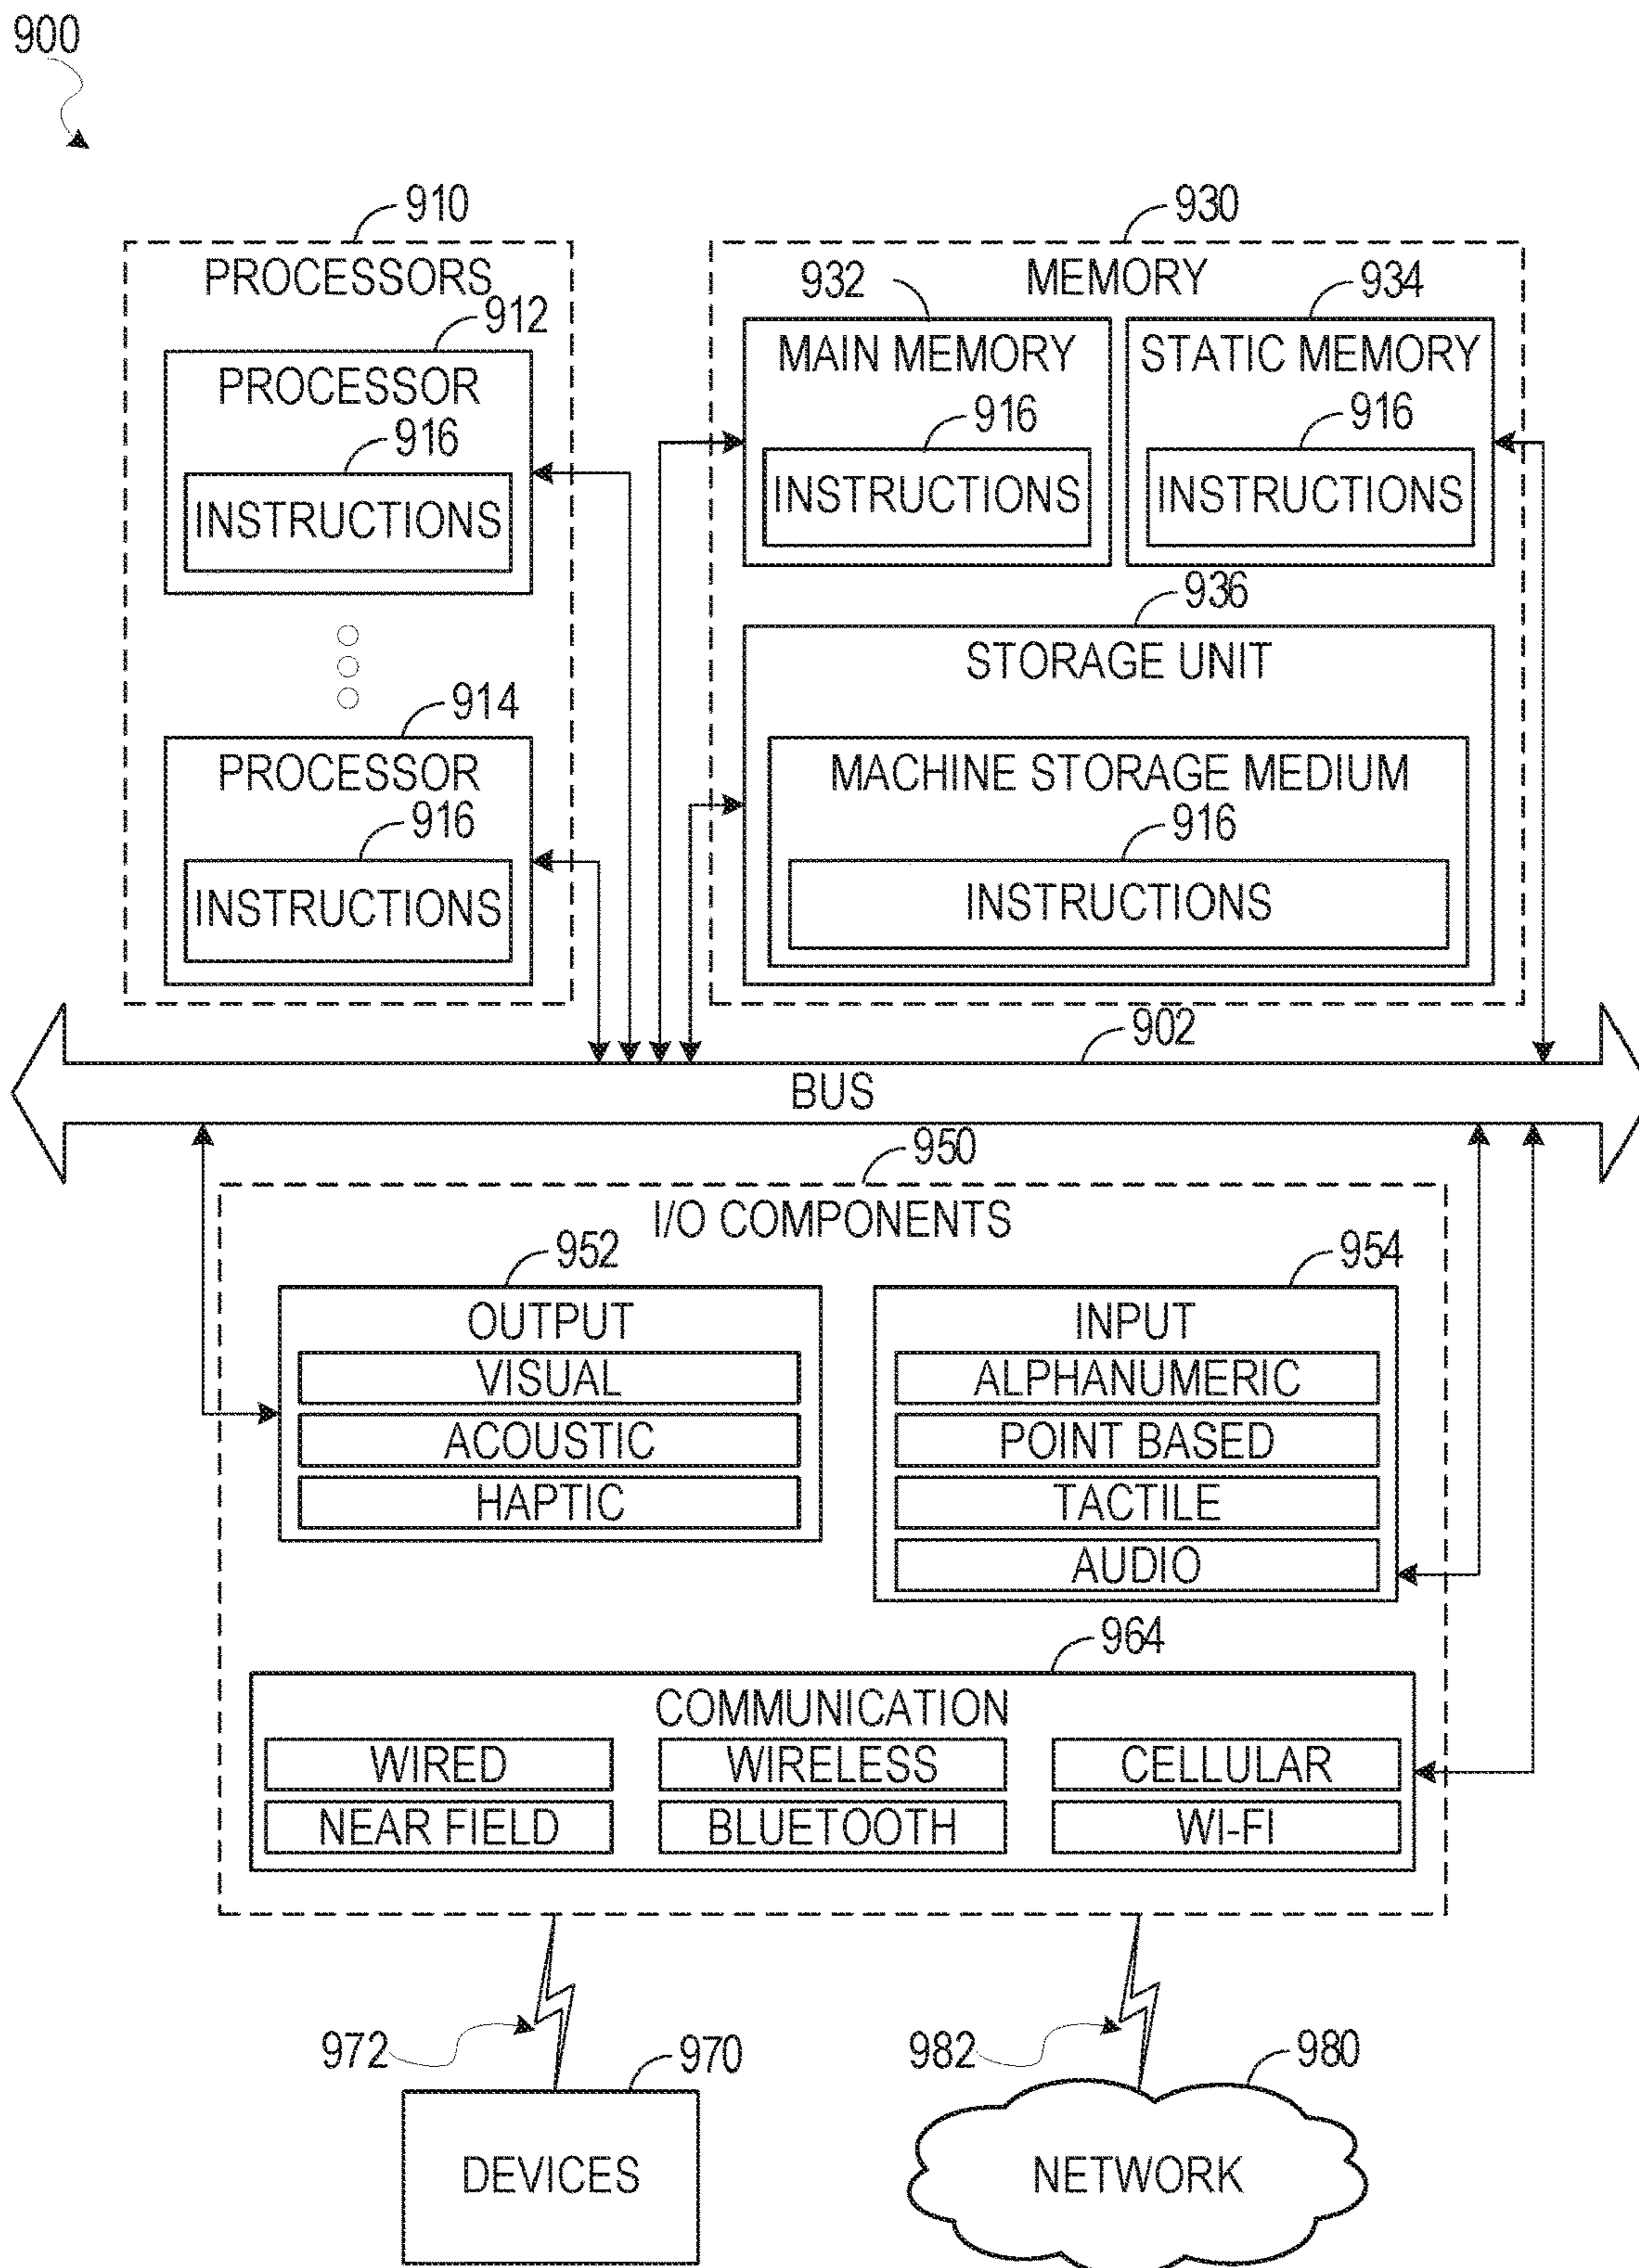 900
910
930
PROCESSORS
MEMORY
912
932
934
PROCESSOR
MAIN MEMORY
STATIC MEMORY
916
916
916
INSTRUCTIONS
INSTRUCTIONS
INSTRUCTIONS
936
STORAGE UNIT
914
PROCESSOR
MACHINE STORAGE MEDIUM
916
916
INSTRUCTIONS
INSTRUCTIONS
902
BUS
950
I/O COMPONENTS
952
954
OUTPUT
INPUT
VISUAL
ALPHANUMERIC
ACOUSTIC
POINT BASED
HAPTIC
TACTILE
AUDIO
964
COMMUNICATION
WIRED
WIRELESS
CELLULAR
NEAR FIELD
BLUETOOTH
WI-FI
972
970
982
980
DEVICES
NETWORK